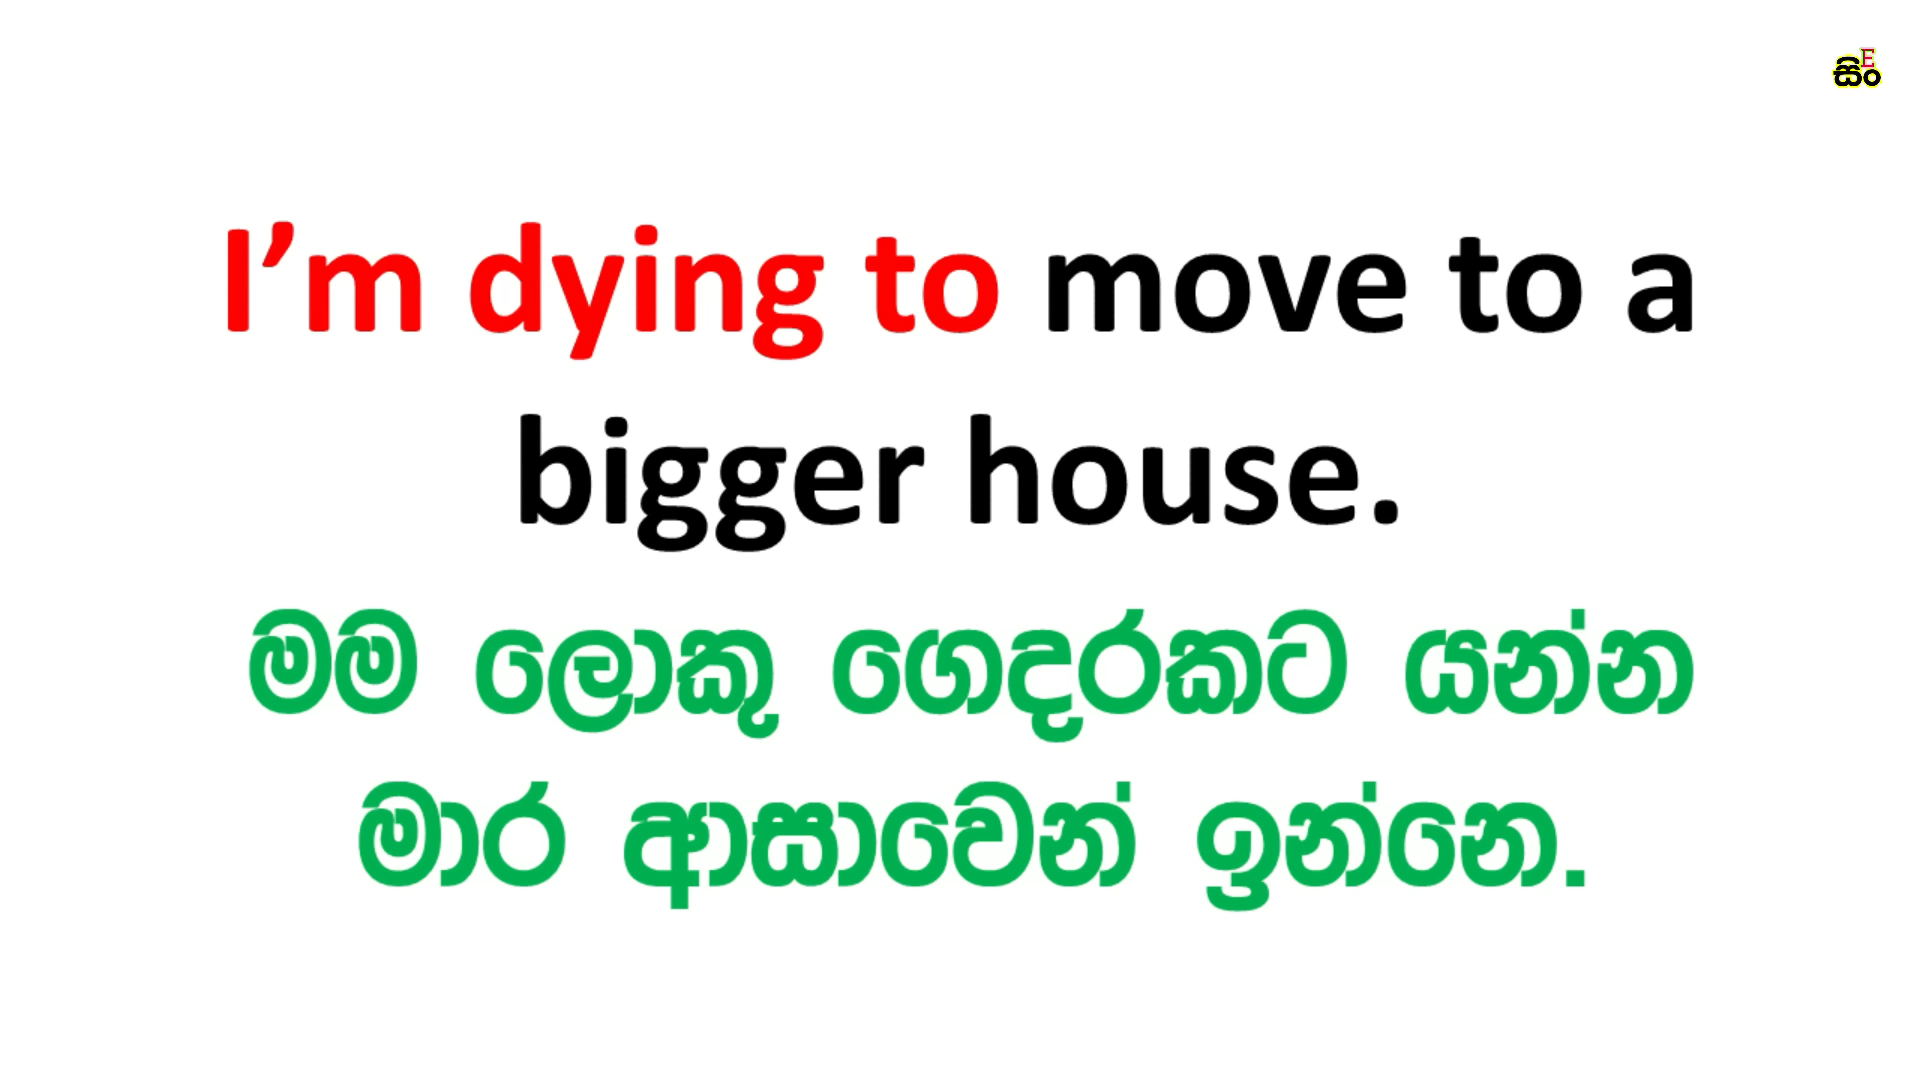 සිං
E
I’m dying to move to a
bigger house.
මම ලොකු ගෙදරකට යන්න
මාර ආසාවෙන් ඉන්නෙ.